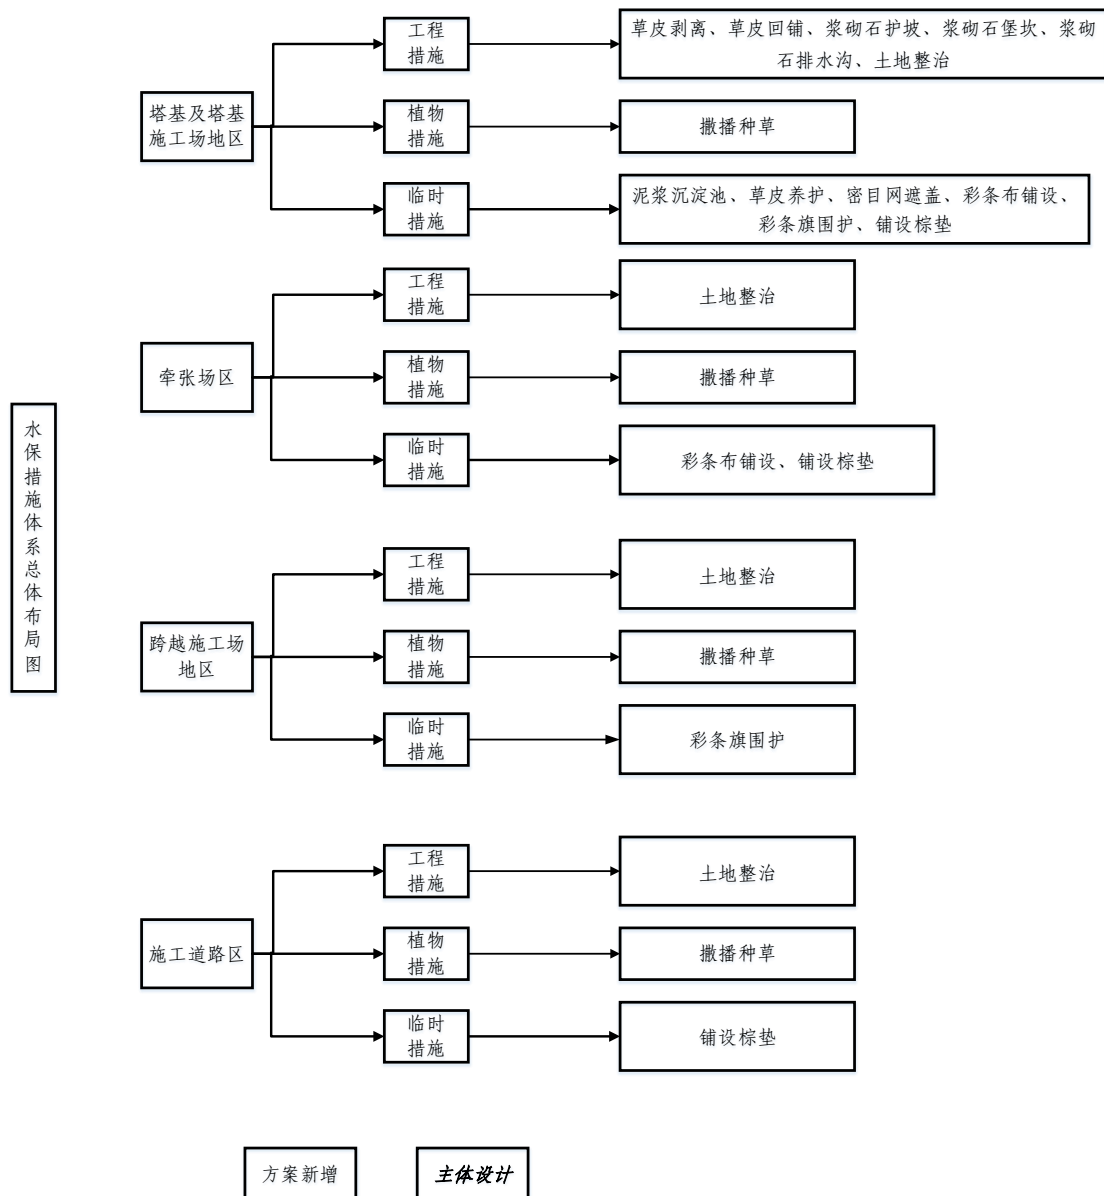 水保措施体系总体布局图
塔基及塔基
施工场地区
工程
措施
草皮剥离、草皮回铺、浆砌石护坡、浆砌石堡坎、浆砌
石排水沟、土地整治
植物
措施
撒播种草
临时
措施
泥浆沉淀池、草皮养护、密目网遮盖、彩条布铺设、
彩条旗围护、铺设棕垫
牵张场区
工程
措施
土地整治
植物
措施
撒播种草
临时
措施
彩条布铺设、铺设棕垫
跨越施工场
地区
工程
措施
土地整治
植物
措施
撒播种草
临时
措施
彩条旗围护
施工道路区
工程
措施
土地整治
植物
措施
撒播种草
临时
措施
铺设棕垫
方案新增
主体设计